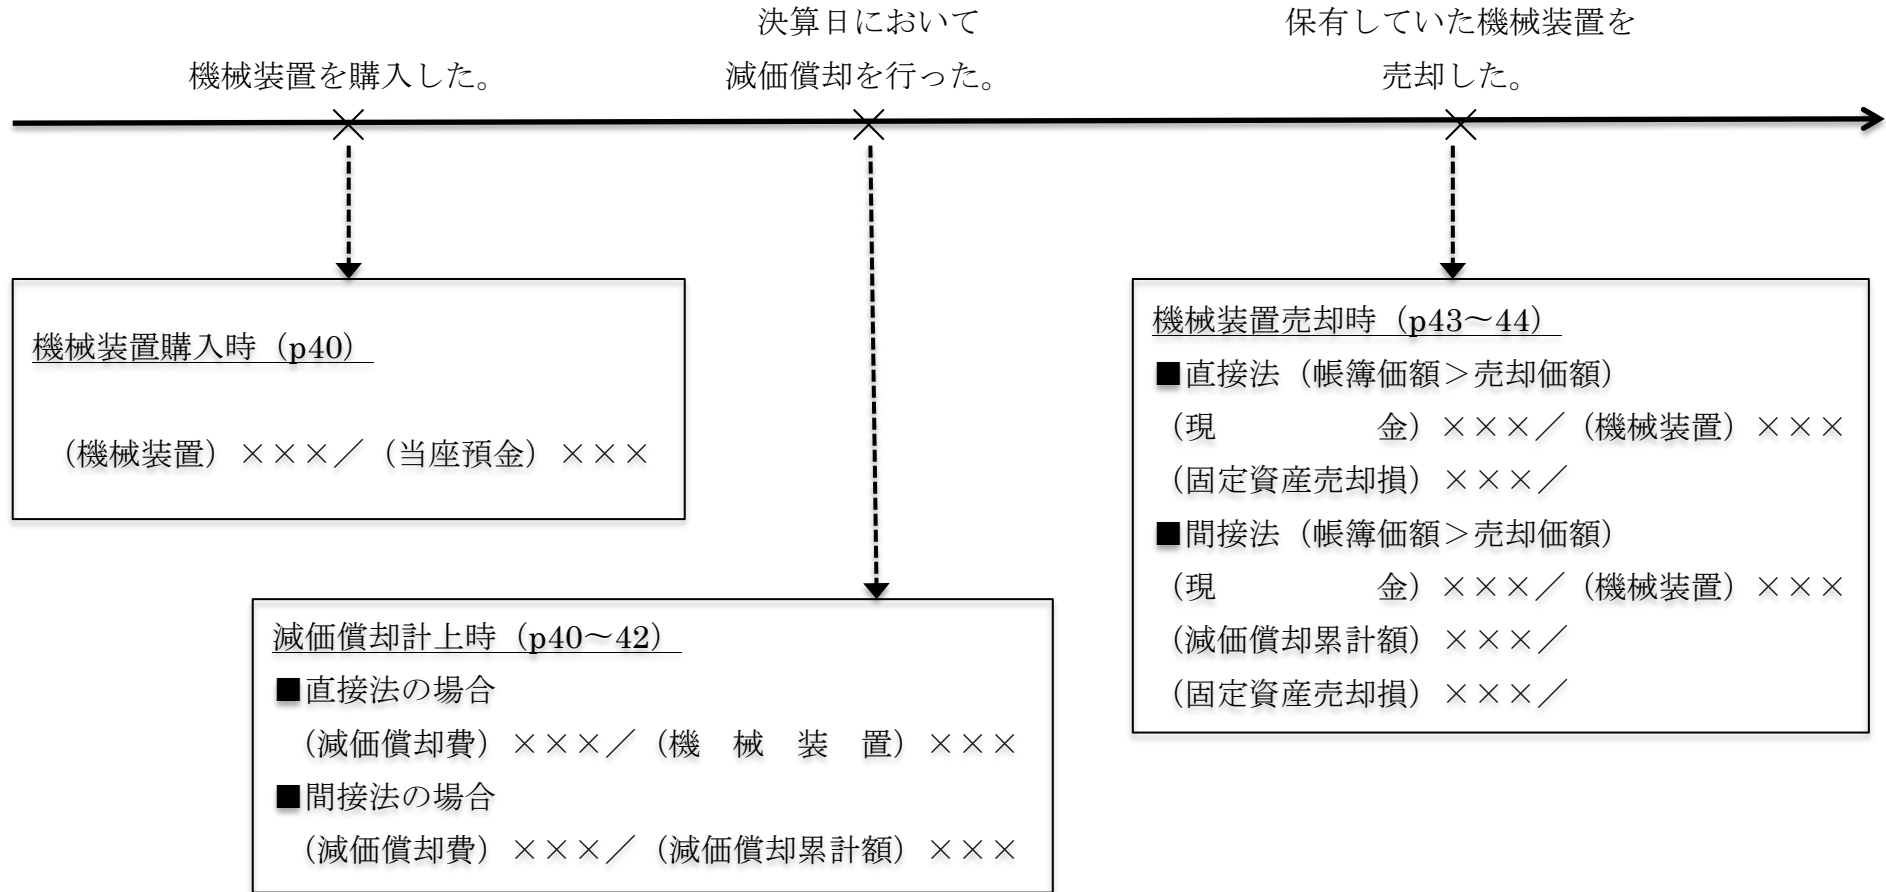 機械装置を購入した。
決算日において
減価償却を行った。
保有していた機械装置を
売却した。
機械装置購入時（p40）
（機械装置）×××／（当座預金）×××
減価償却計上時（p40～42）
■直接法の場合
（減価償却費）×××／（機　械　装　置）×××
■間接法の場合
（減価償却費）×××／（減価償却累計額）×××
機械装置売却時（p43～44）
■直接法（帳簿価額＞売却価額）
（現　　　　　金）×××／（機械装置）×××
（固定資産売却損）×××／
■間接法（帳簿価額＞売却価額）
（現　　　　　金）×××／（機械装置）×××
（減価償却累計額）×××／
（固定資産売却損）×××／